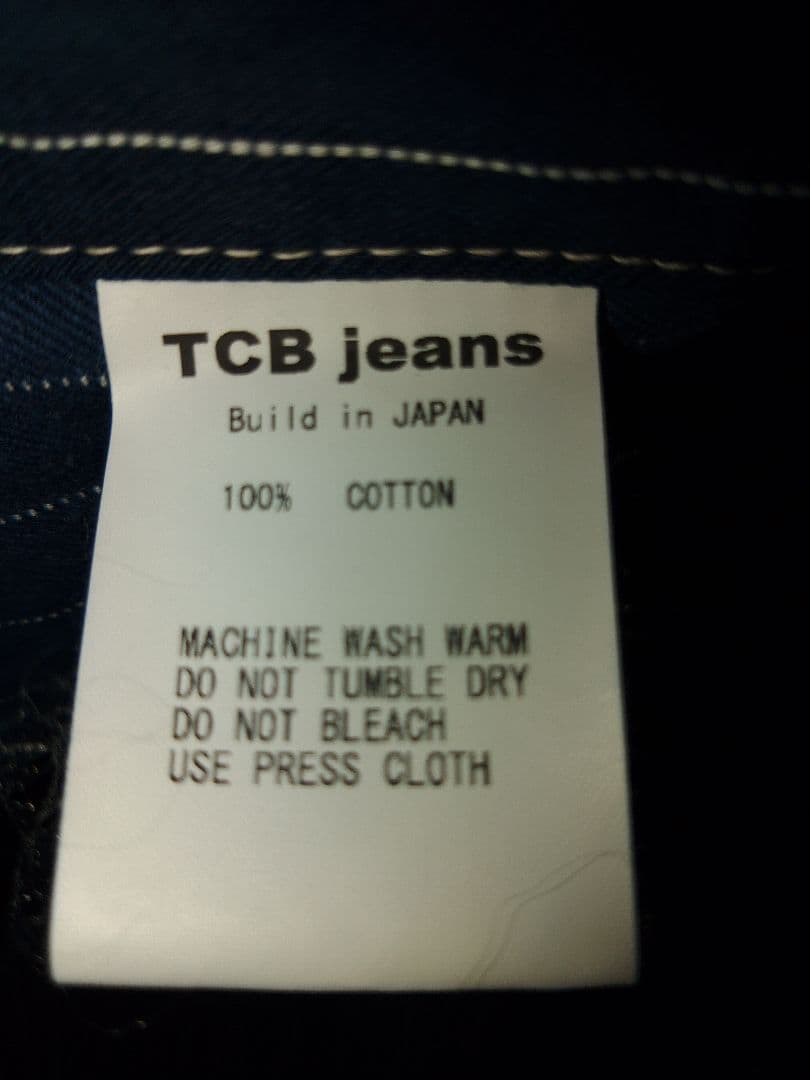 TCB jeans
Build in JAPAN
100% COTTON
MACHINE WASH WARM
DO NOT TUMBLE DRY
DO NOT BLEACH
USE PRESS CLOTH